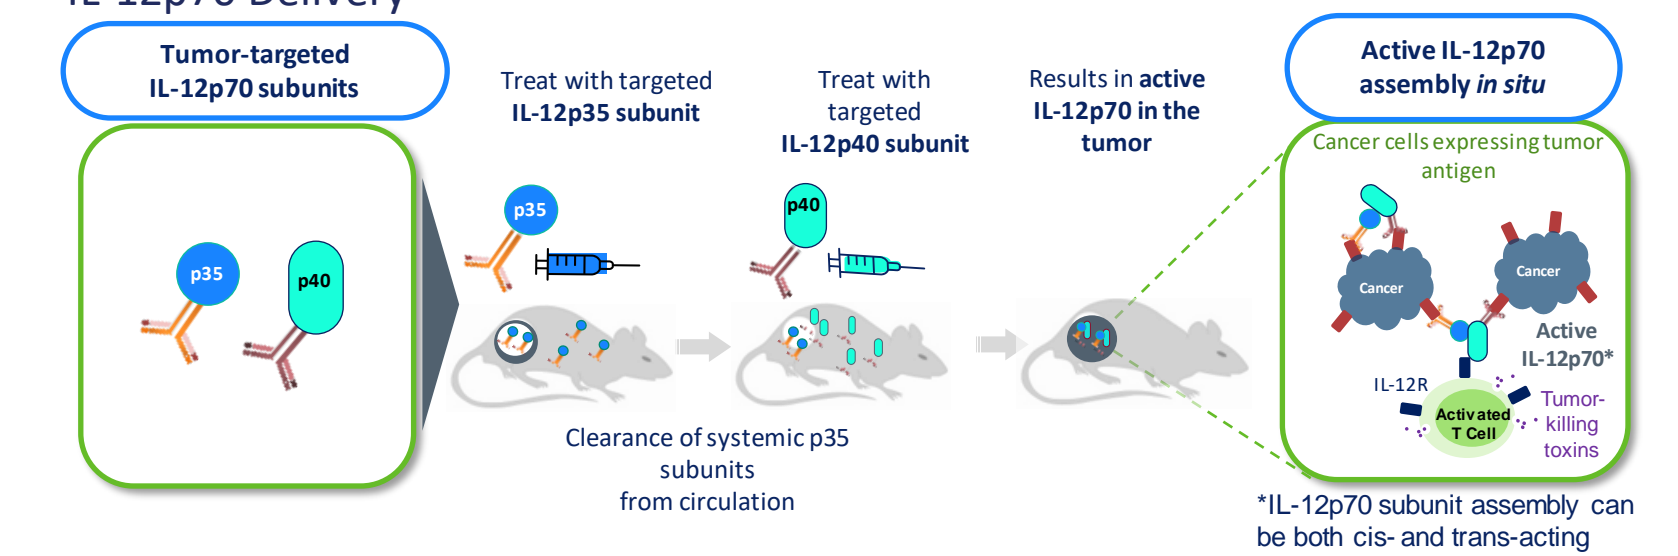 IL-12p70 Delivery
Tumor-targeted
IL-12p70 subunits
Treat with targeted
IL-12p35 subunit
Treat with
targeted
IL-12p40 subunit
Results in active
IL-12p70 in the
tumor
Active IL-12p70
assembly in situ
p35
p40
p35
p40
Clearance of systemic p35
subunits
from circulation
Cancer cells expressing tumor
antigen
Cancer
Cancer
Active
IL-12p70*
IL-12R
Activated
T Cell
Tumor-
killing
toxins
*IL-12p70 subunit assembly can
be both cis- and trans-acting